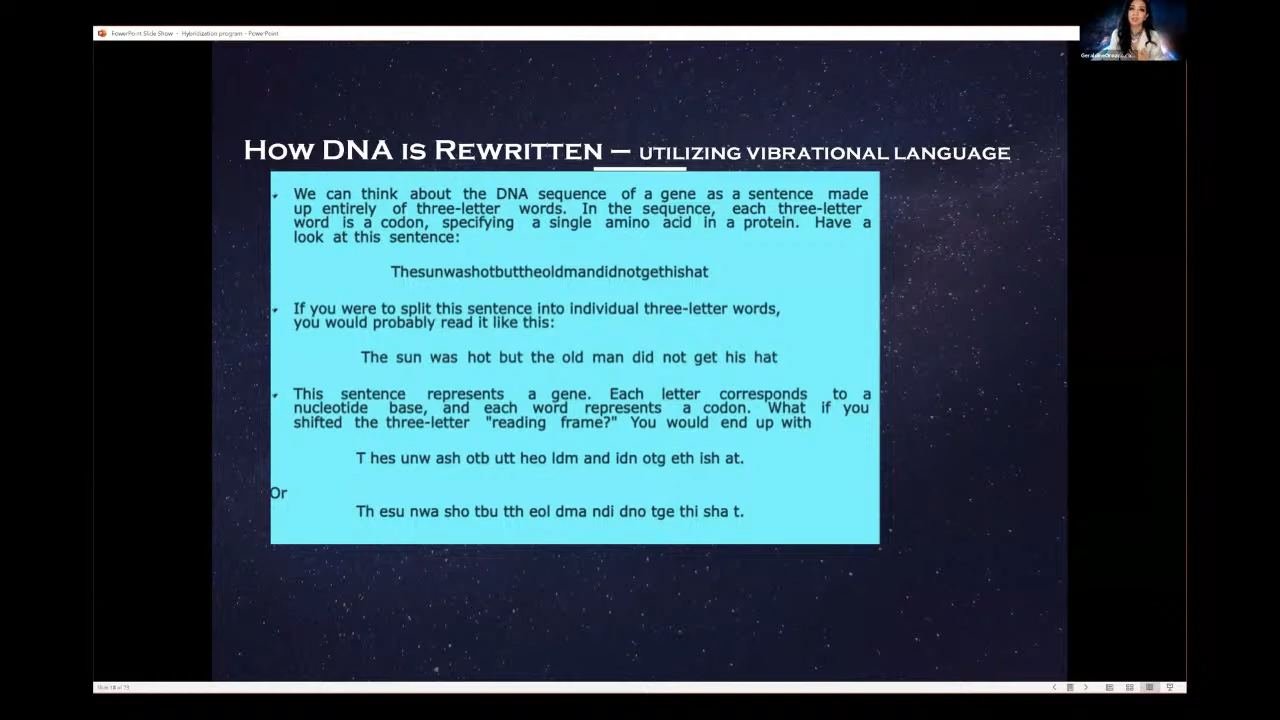 PowerPoint Slide Show - Hybridization program - PowerPoint
HOW DNA IS REWRITTEN – UTILIZING VIBRATIONAL LANGUAGE
We can think about the DNA sequence of a gene as a sentence made
up entirely of three-letter words. In the sequence, each three-letter
word is a codon, specifying a single amino acid in a protein. Have a
look at this sentence:
Thesunwashotbuttheoldmandidnotgethishat
If you were to split this sentence into individual three-letter words,
you would probably read it like this:
The sun was hot but the old man did not get his hat
This sentence represents a gene. Each letter corresponds to a
nucleotide base, and each word represents a codon. What if you
shifted the three-letter "reading frame?" You would end up with
T hes unw ash otb utt heo ldm and idn otg eth ish at.
Or
Th esu nwa sho tbu tth eol dma ndi dno tge thi sha t.
Slide 18 of 73